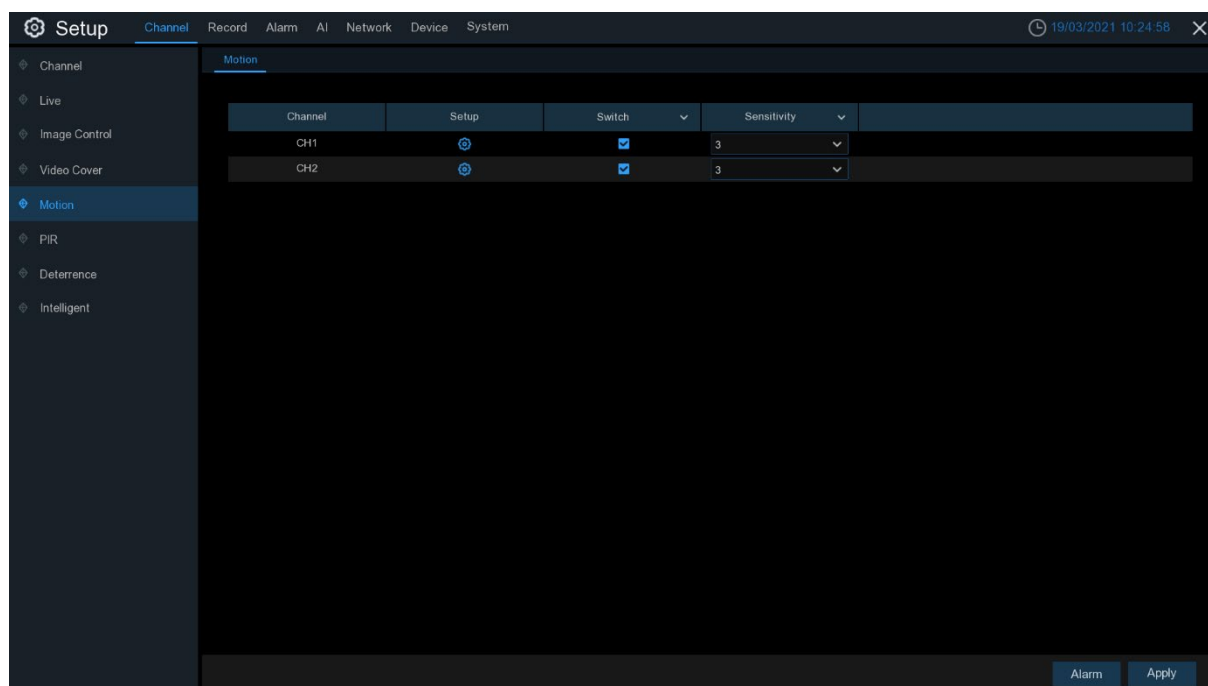 Setup Channel Record Alarm AI Network Device System 19/03/2021 10:24:58
Channel
Live
Image Control
Video Cover
Motion
PIR
Deterrence
Intelligent
Motion
Channel Setup Switch Sensitivity
CH1 3
CH2 3
Alarm Apply